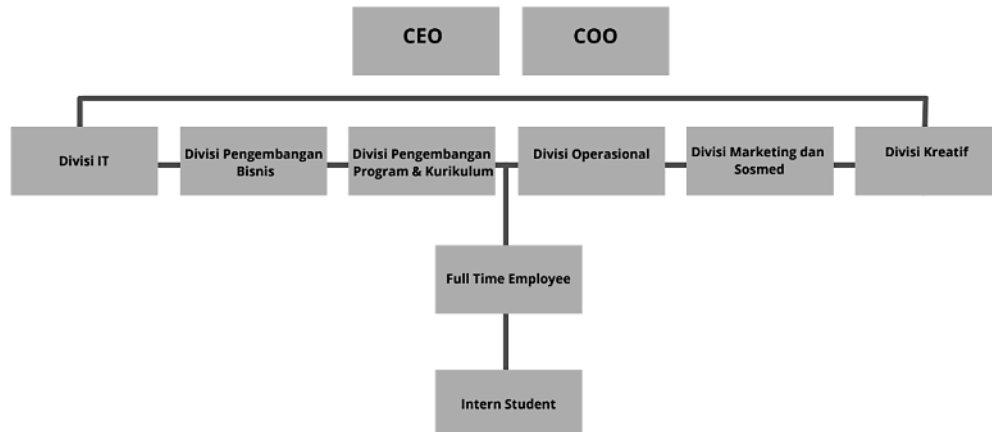 CEO
COO
Divisi IT
Divisi Pengembangan
Bisnis
Divisi Pengembangan
Program & Kurikulum
Divisi Operasional
Divisi Marketing dan
Sosmed
Divisi Kreatif
Full Time Employee
Intern Student